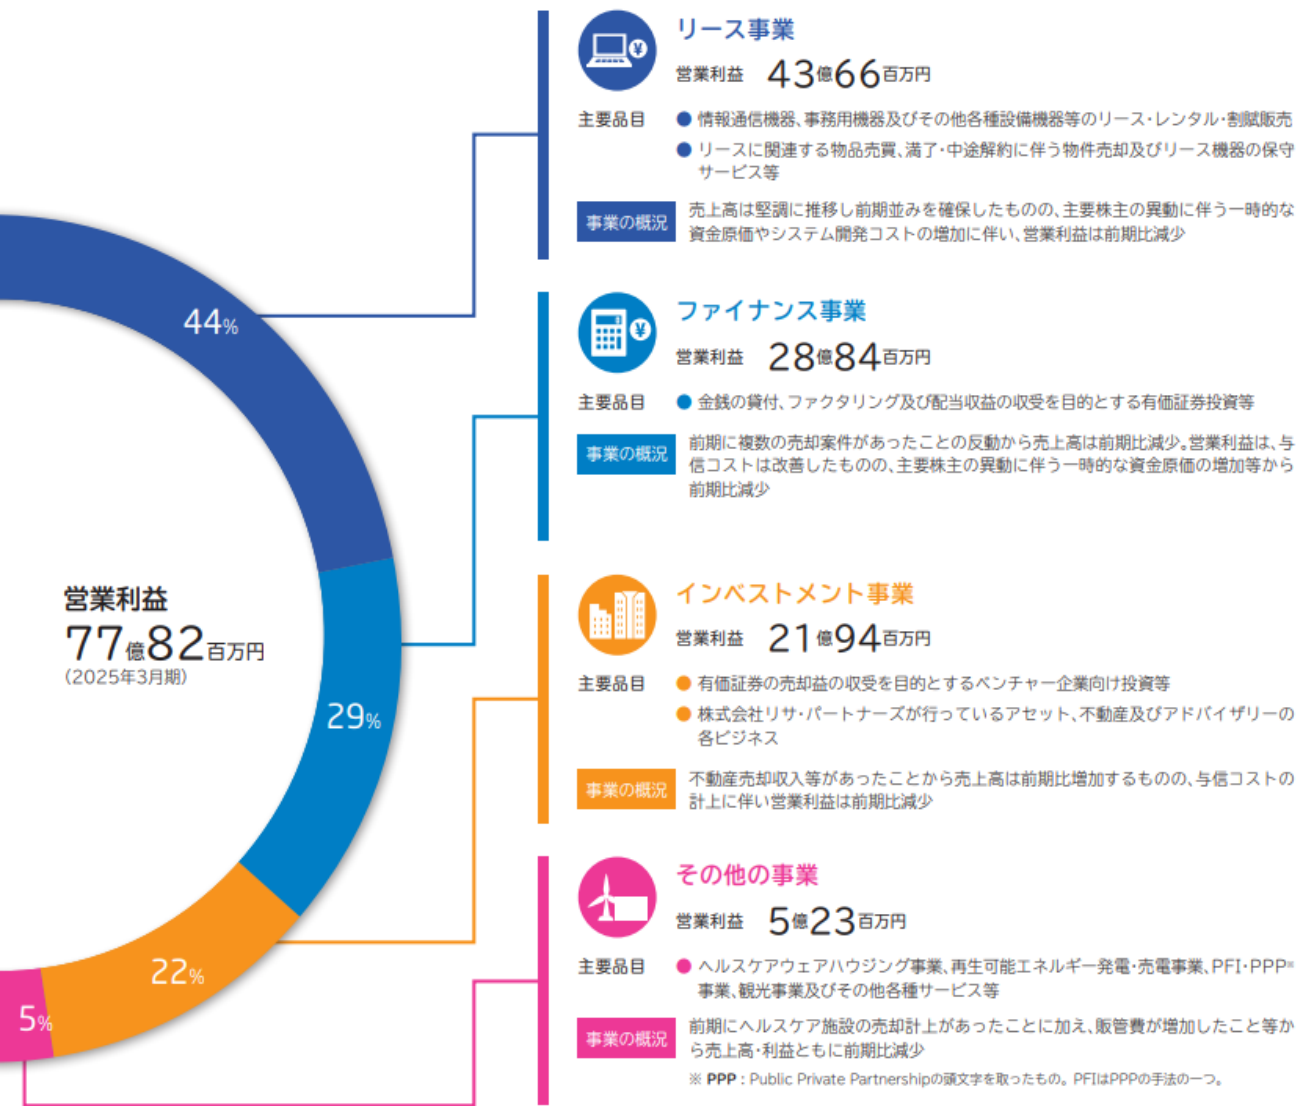 リース事業
営業利益 43億66百万円
主要品目 ● 情報通信機器、事務用機器及びその他各種設備機器等のリース・レンタル・割賦販売
● リースに関連する物品売買、満了・中途解約に伴う物件売却及びリース機器の保守
サービス等
事業の概況 売上高は堅調に推移し前期並みを確保したものの、主要株主の異動に伴う一時的な
資金原価やシステム開発コストの増加に伴い、営業利益は前期比減少
44%
ファイナンス事業
営業利益 28億84百万円
主要品目 ● 金銭の貸付、ファクタリング及び配当収益の収受を目的とする有価証券投資等
事業の概況 前期に複数の売却案件があったことの反動から売上高は前期比減少。営業利益は、与
信コストは改善したものの、主要株主の異動に伴う一時的な資金原価の増加等から
前期比減少
営業利益
77億82百万円
(2025年3月期)
29%
インベストメント事業
営業利益 21億94百万円
主要品目 ● 有価証券の売却益の収受を目的とするベンチャー企業向け投資等
● 株式会社リサ・パートナーズが行っているアセット、不動産及びアドバイザリーの
各ビジネス
事業の概況 不動産売却収入等があったことから売上高は前期比増加するものの、与信コストの
計上に伴い営業利益は前期比減少
22%
5%
その他の事業
営業利益 5億23百万円
主要品目 ● ヘルスケアウェアハウジング事業、再生可能エネルギー発電・売電事業、PFI・PPP※
事業、観光事業及びその他各種サービス等
事業の概況 前期にヘルスケア施設の売却計上があったことに加え、販管費が増加したこと等か
ら売上高・利益ともに前期比減少
※ PPP : Public Private Partnershipの頭文字を取ったもの。PFIはPPPの手法の一つ。